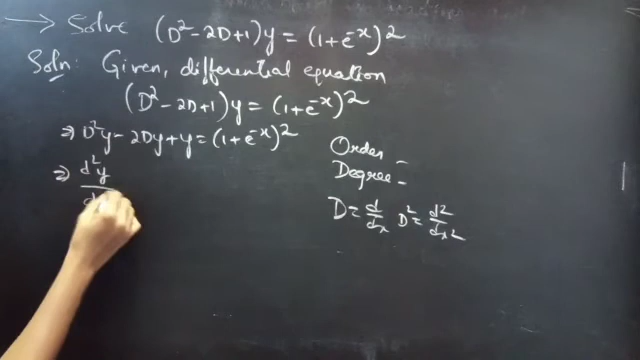 → Solve (D²-2D+1)y = (1+e⁻ˣ)²
Soln: Given, differential equation
(D²-2D+1)y = (1+e⁻ˣ)²
⇒ D²y - 2Dy + y = (1+e⁻ˣ)²
⇒ d²y
d
Order -
Degree -
D = d/dx D² = d²/dx²